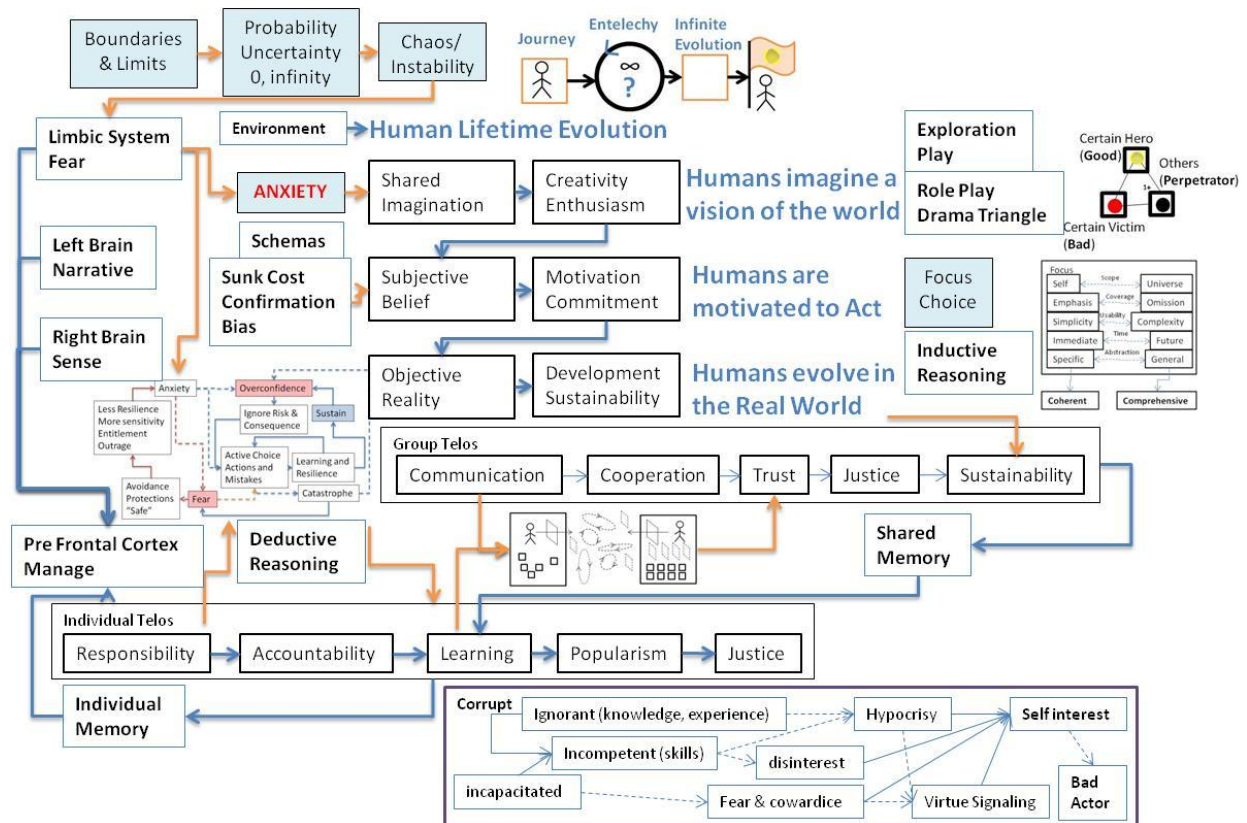 Boundaries
& Limits
Probability
Uncertainty
0, infinity
Chaos/
Instability
Journey
Entelechy
Infinite
Evolution
∞
?
Limbic System
Fear
Environment
Human Lifetime Evolution
Exploration
Play
Certain Hero
(Good)
Others
(Perpetrator)
1+
Certain Victim
(Bad)
Role Play
Drama Triangle
ANXIETY
Shared
Imagination
Creativity
Enthusiasm
Humans imagine a
vision of the world
Left Brain
Narrative
Schemas
Sunk Cost
Confirmation
Bias
Subjective
Belief
Motivation
Commitment
Humans are
motivated to Act
Focus
Choice
Focus
Self
Scope
Universe
Emphasis
Coverage
Omission
Simplicity
Usability
Complexity
Immediate
Time
Future
Specific
Abstraction
General
Coherent
Comprehensive
Right Brain
Sense
Objective
Reality
Development
Sustainability
Humans evolve in
the Real World
Inductive
Reasoning
Anxiety
Overconfidence
Less Resilience
More sensitivity
Entitlement
Outrage
Ignore Risk &
Consequence
Sustain
Active Choice
Actions and
Mistakes
Learning and
Resilience
Avoidance
Protections
"Safe"
Fear
Catastrophe
Group Telos
Communication
Cooperation
Trust
Justice
Sustainability
Pre Frontal Cortex
Manage
Deductive
Reasoning
Shared
Memory
Individual Telos
Responsibility
Accountability
Learning
Popularism
Justice
Individual
Memory
Corrupt
Ignorant (knowledge, experience)
Hypocrisy
Self interest
Incompetent (skills)
disinterest
incapacitated
Fear & cowardice
Virtue Signaling
Bad
Actor